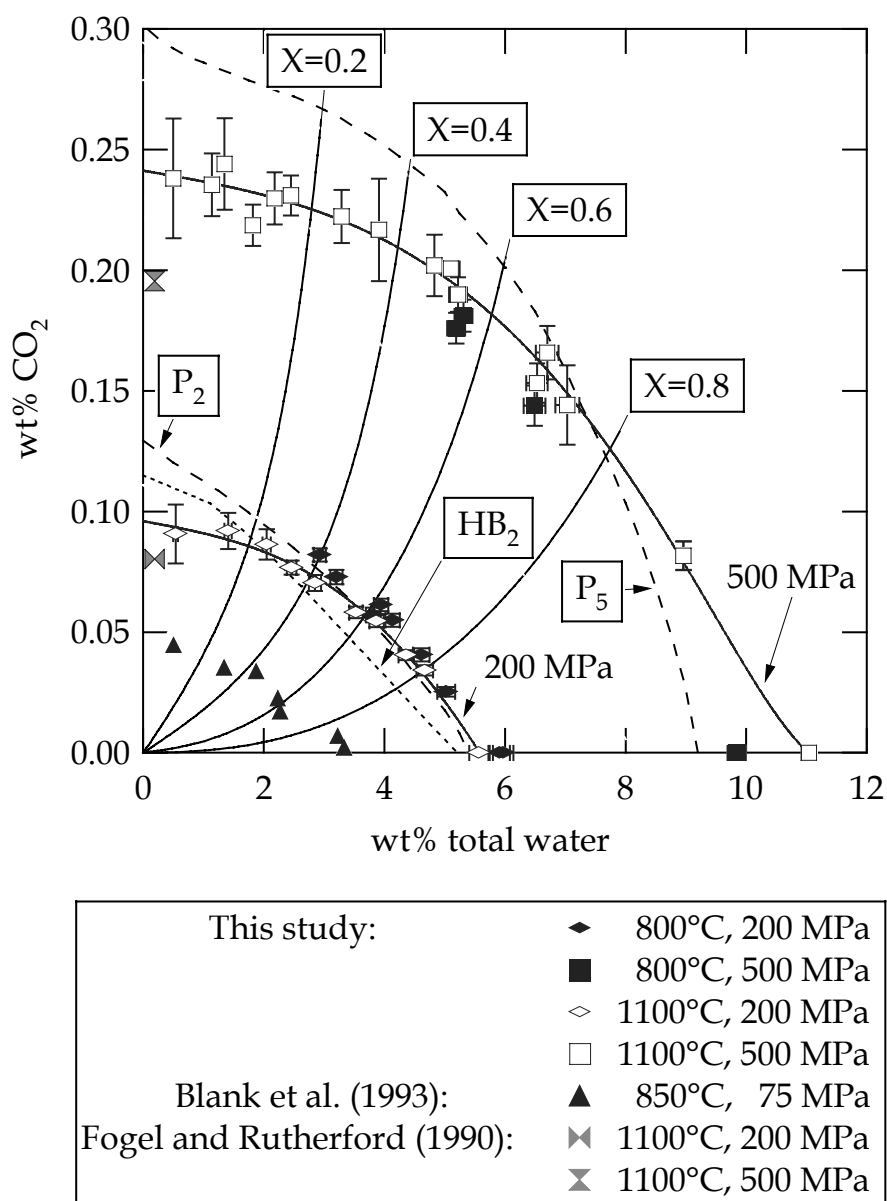 0.30
X=0.2
X=0.4
0.25
X=0.6
0.20
wt% CO2
P2
0.15
X=0.8
0.10
HB2
P5
500 MPa
0.05
200 MPa
0.00
0 2 4 6 8 10 12
wt% total water
This study: 800°C, 200 MPa
800°C, 500 MPa
1100°C, 200 MPa
1100°C, 500 MPa
Blank et al. (1993): 850°C, 75 MPa
Fogel and Rutherford (1990): 1100°C, 200 MPa
1100°C, 500 MPa